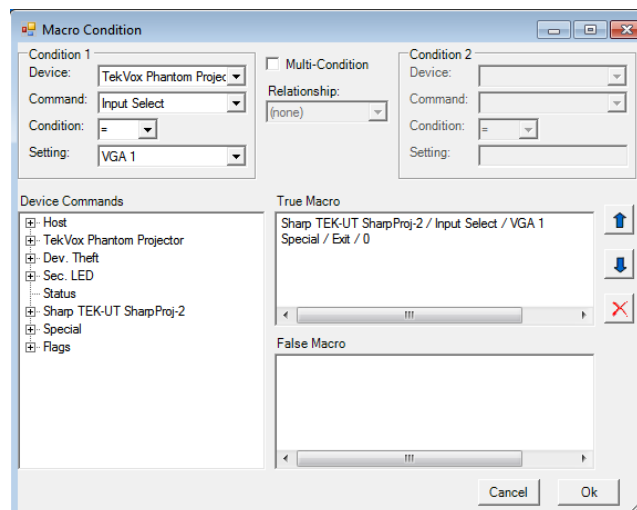 Macro Condition
Condition 1
Device:
TekVox Phantom Projec
Command:
Input Select
Condition:
=
Setting:
VGA 1
Multi-Condition
Relationship:
(none)
Condition 2
Device:
Command:
Condition:
=
Setting:
Device Commands
Host
TekVox Phantom Projector
Dev. Theft
Sec. LED
Status
Sharp TEK-UT SharpProj-2
Special
Flags
True Macro
Sharp TEK-UT SharpProj-2 / Input Select / VGA 1
Special / Exit / 0
False Macro
Cancel
Ok